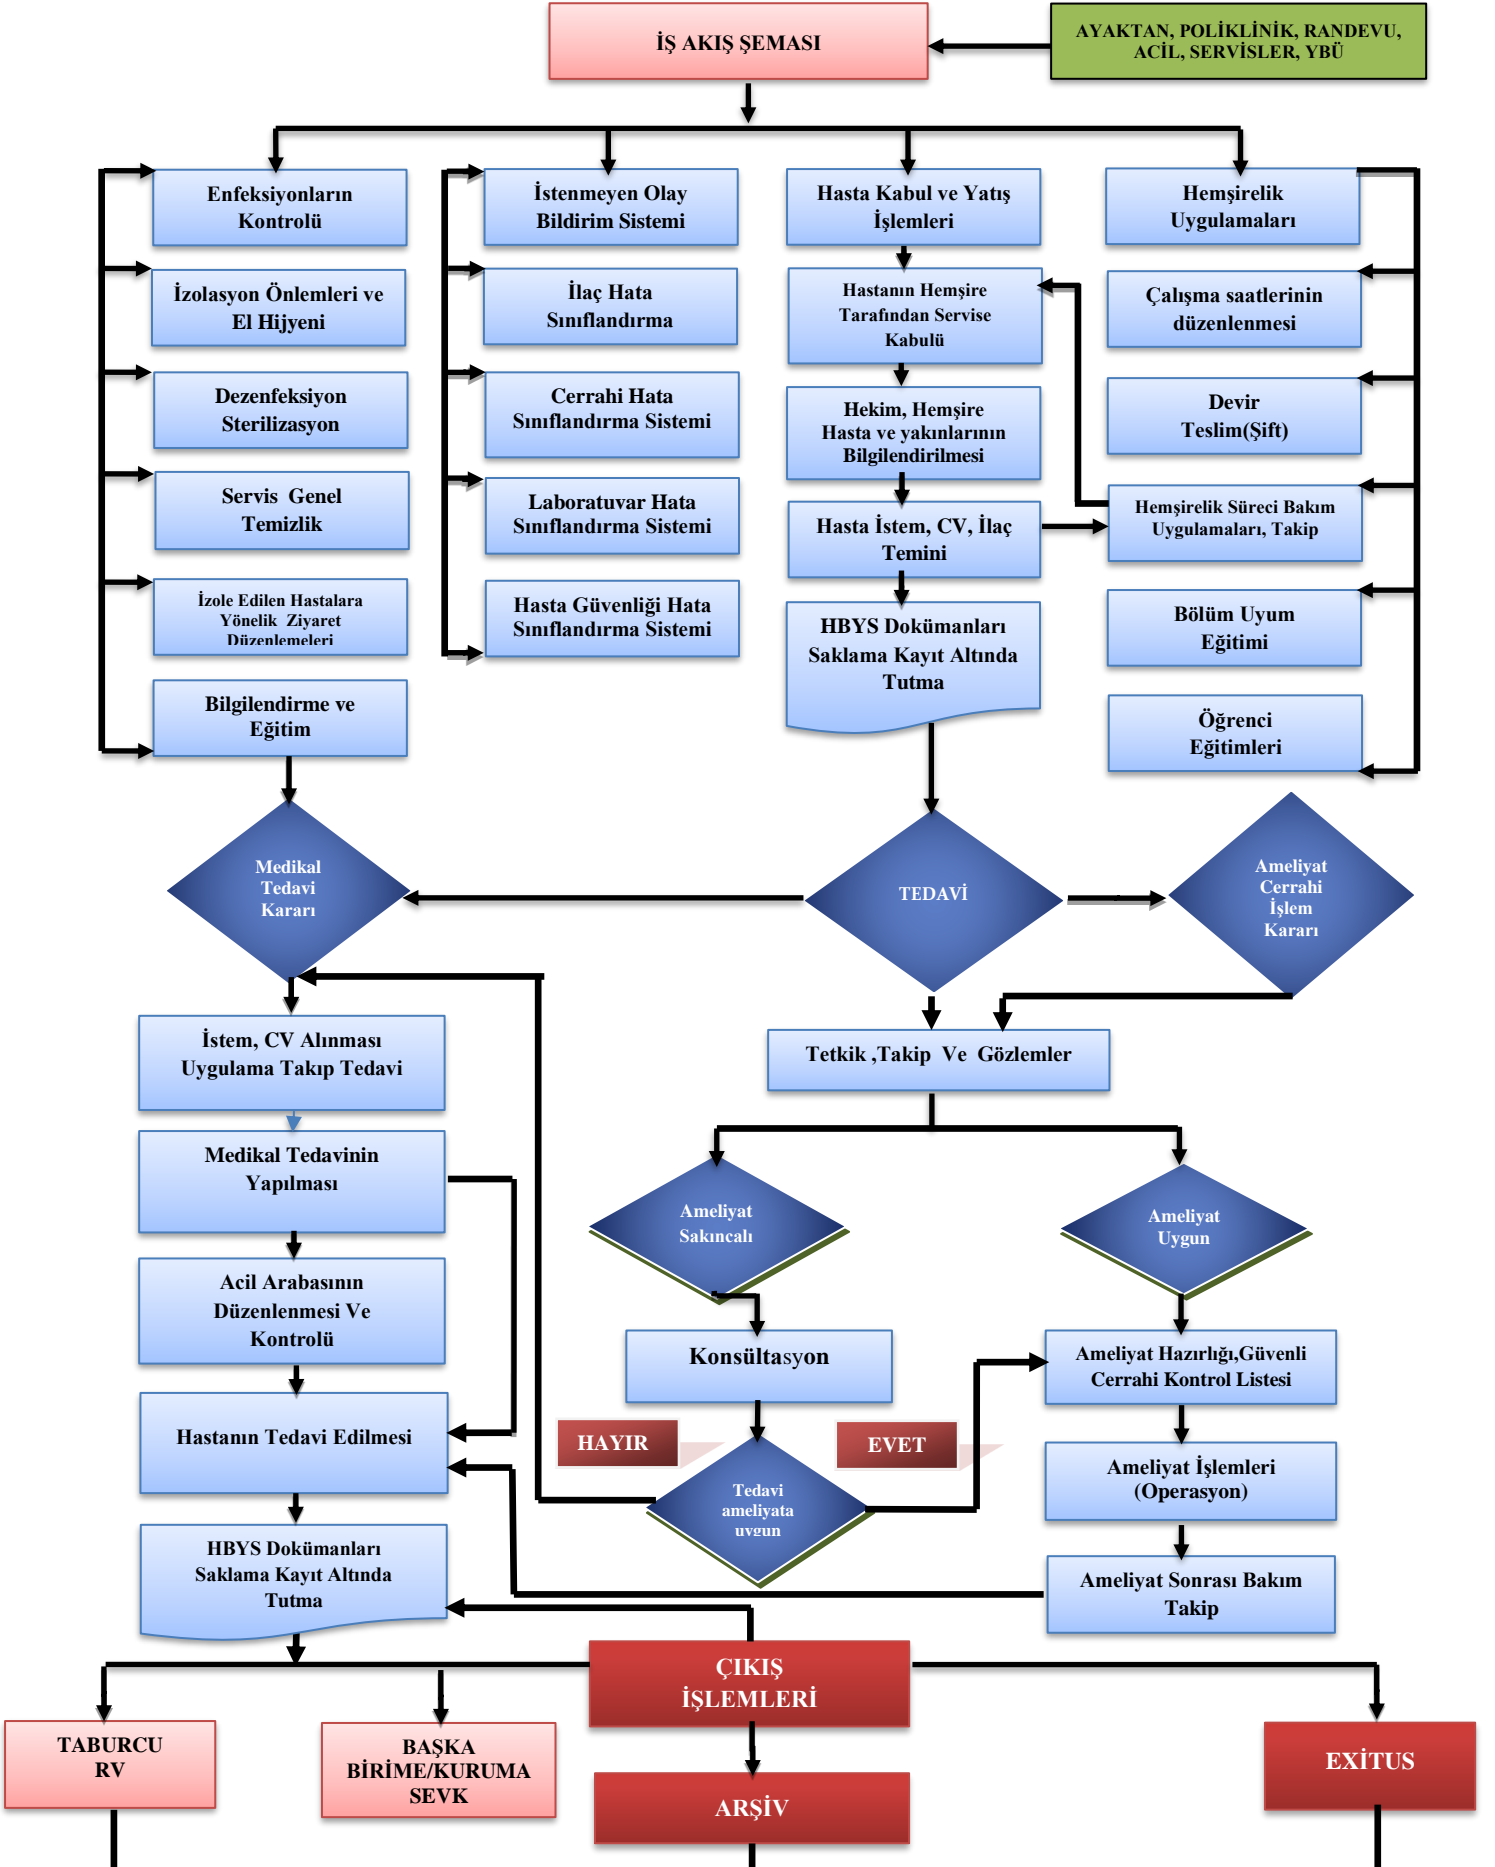 İŞ AKIŞ ŞEMASI
AYAKTAN, POLİKLİNİK, RANDEVU,
ACİL, SERVİSLER, YBÜ
Enfeksiyonların
Kontrolü
İzolasyon Önlemleri ve
El Hijyeni
Dezenfeksiyon
Sterilizasyon
Servis Genel
Temizlik
İzole Edilen Hastalara
Yönelik Ziyaret
Düzenlemeleri
Bilgilendirme ve
Eğitim
İstenmeyen Olay
Bildirim Sistemi
İlaç Hata
Sınıflandırma
Cerrahi Hata
Sınıflandırma Sistemi
Laboratuvar Hata
Sınıflandırma Sistemi
Hasta Güvenliği Hata
Sınıflandırma Sistemi
Hasta Kabul ve Yatış
İşlemleri
Hastanın Hemşire
Tarafından Servise
Kabulü
Hekim, Hemşire
Hasta ve yakınlarının
Bilgilendirilmesi
Hasta İstem, CV, İlaç
Temini
HBYS Dokümanları
Saklama Kayıt Altında
Tutma
Hemşirelik
Uygulamaları
Çalışma saatlerinin
düzenlenmesi
Devir
Teslim(Şift)
Hemşirelik Süreci Bakım
Uygulamaları, Takip
Bölüm Uyum
Eğitimi
Öğrenci
Eğitimleri
Medikal
Tedavi
Kararı
TEDAVİ
Ameliyat
Cerrahi
İşlem
Kararı
İstem, CV Alınması
Uygulama Takıp Tedavi
Tetkik ,Takip Ve Gözlemler
Medikal Tedavinin
Yapılması
Ameliyat
Sakıncalı
Ameliyat
Uygun
Acil Arabasının
Düzenlenmesi Ve
Kontrolü
Konsültasyon
Ameliyat Hazırlığı,Güvenli
Cerrahi Kontrol Listesi
Hastanın Tedavi Edilmesi
HAYIR
EVET
Tedavi
ameliyata
uygun
Ameliyat İşlemleri
(Operasyon)
HBYS Dokümanları
Saklama Kayıt Altında
Tutma
Ameliyat Sonrası Bakım
Takip
ÇIKIŞ
İŞLEMLERİ
TABURCU
RV
BAŞKA
BİRİME/KURUMA
SEVK
ARŞİV
EXİTUS